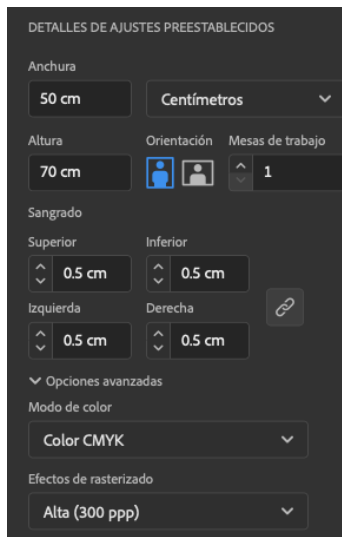 DETALLES DE AJUSTES PREESTABLECIDOS
Anchura
50 cm Centímetros
Altura Orientación Mesas de trabajo
70 cm 1
Sangrado
Superior Inferior
0.5 cm 0.5 cm
Izquierda Derecha
0.5 cm 0.5 cm
Opciones avanzadas
Modo de color
Color CMYK
Efectos de rasterizado
Alta (300 ppp)